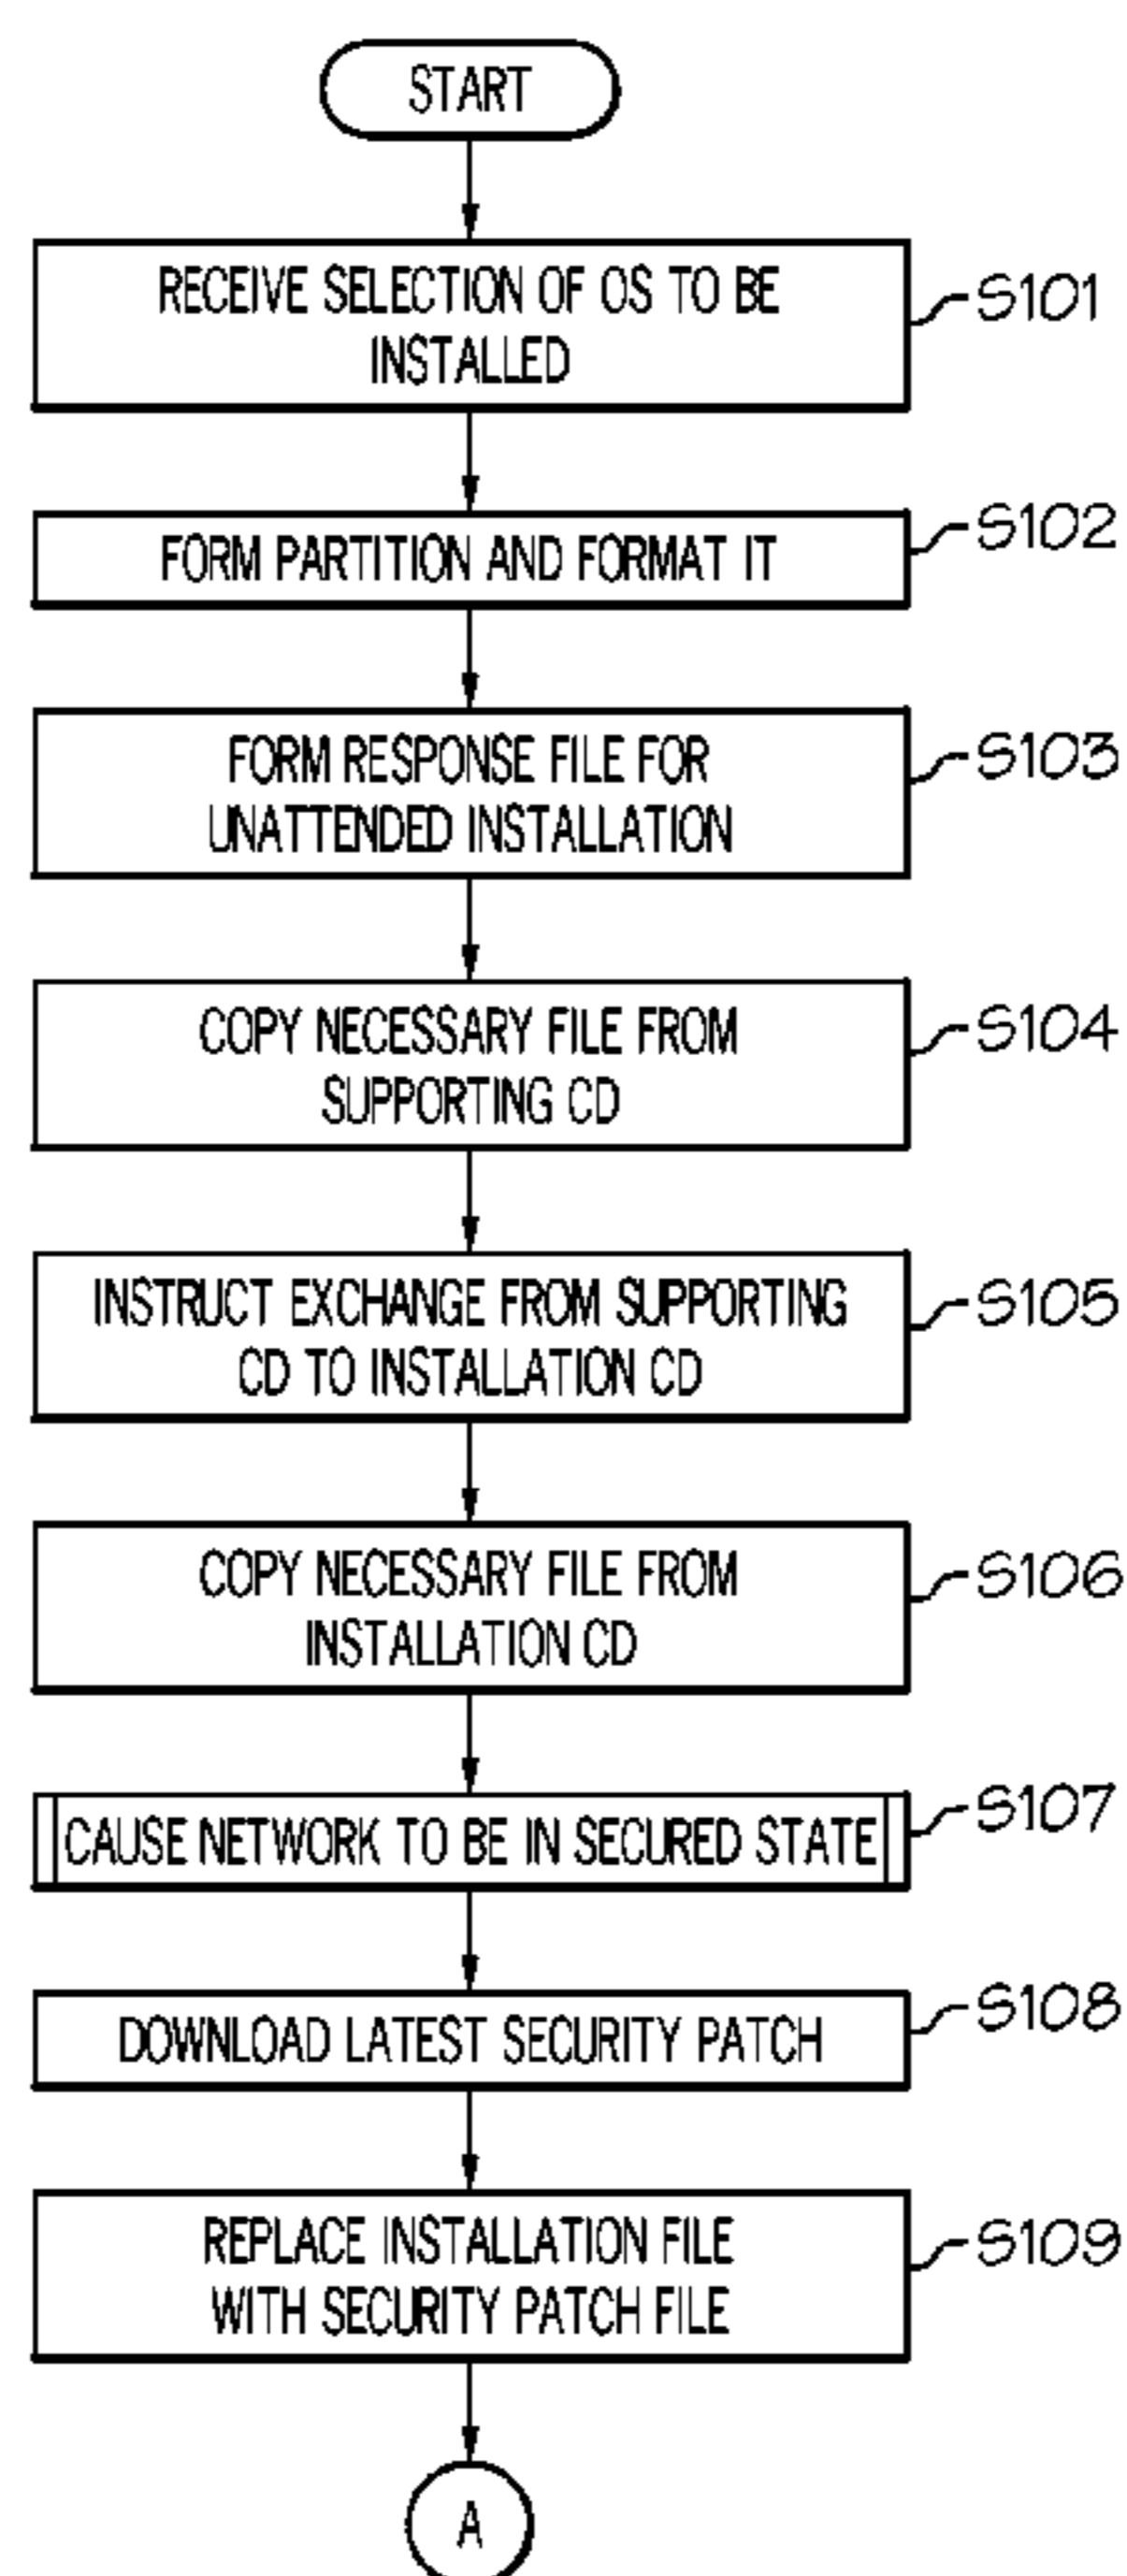 START
RECEIVE SELECTION OF OS TO BE
INSTALLED
S101
FORM PARTITION AND FORMAT IT
S102
FORM RESPONSE FILE FOR
UNATTENDED INSTALLATION
S103
COPY NECESSARY FILE FROM
SUPPORTING CD
S104
INSTRUCT EXCHANGE FROM SUPPORTING
CD TO INSTALLATION CD
S105
COPY NECESSARY FILE FROM
INSTALLATION CD
S106
CAUSE NETWORK TO BE IN SECURED STATE
S107
DOWNLOAD LATEST SECURITY PATCH
S108
REPLACE INSTALLATION FILE
WITH SECURITY PATCH FILE
S109
A